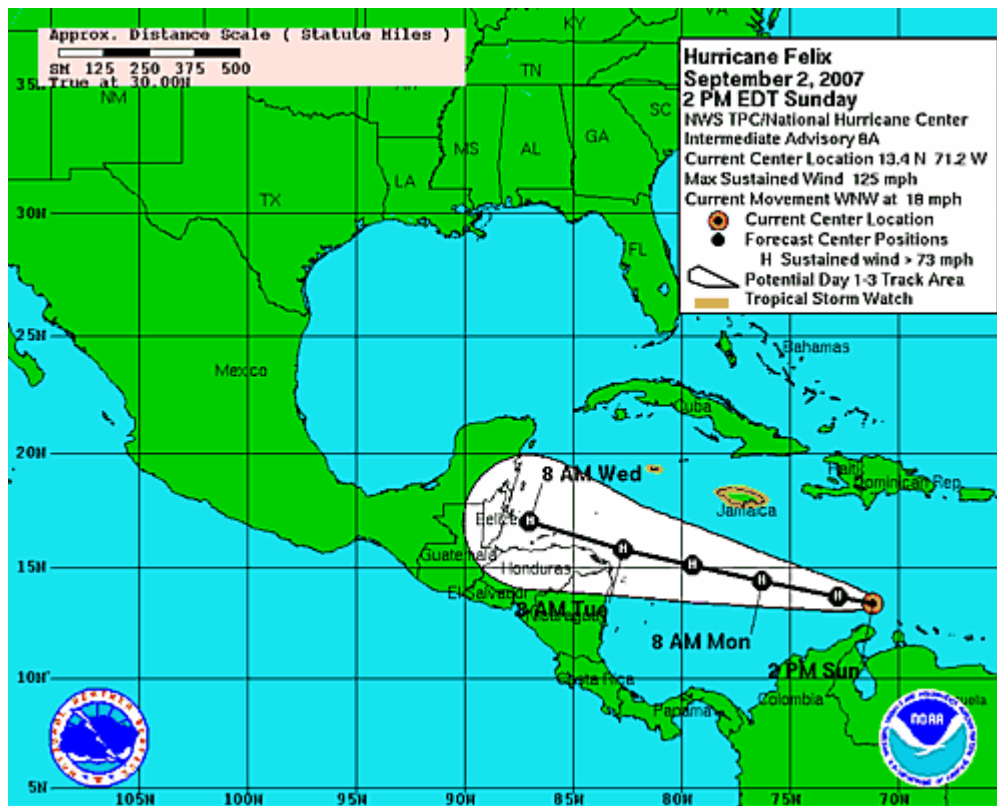 Approx. Distance Scale ( Statute Miles )
SM 125 250 375 500
True at 30.00N
Hurricane Felix
September 2, 2007
2 PM EDT Sunday
NWS TPC/National Hurricane Center
Intermediate Advisory 8A
Current Center Location 13.4 N 71.2 W
Max Sustained Wind 125 mph
Current Movement WNW at 18 mph
Current Center Location
Forecast Center Positions
H Sustained wind > 73 mph
Potential Day 1-3 Track Area
Tropical Storm Watch
KY
VA
TN
NM
SC
MS
AL
GA
LA
TX
30N
FL
25N
Bahamas
Mexico
Cuba
20N
8 AM Wed
Haiti
Dominican Rep.
Jamaica
H
Belize
H
Guatemala
15N
Honduras
H
H
H
El Salvador
8 AM Tue
Nicaragua
8 AM Mon
2 PM Sun
10N
Costa Rica
Colombia
Panama
NOAA
5N
105W
100W
95W
90W
85W
80W
75W
70W